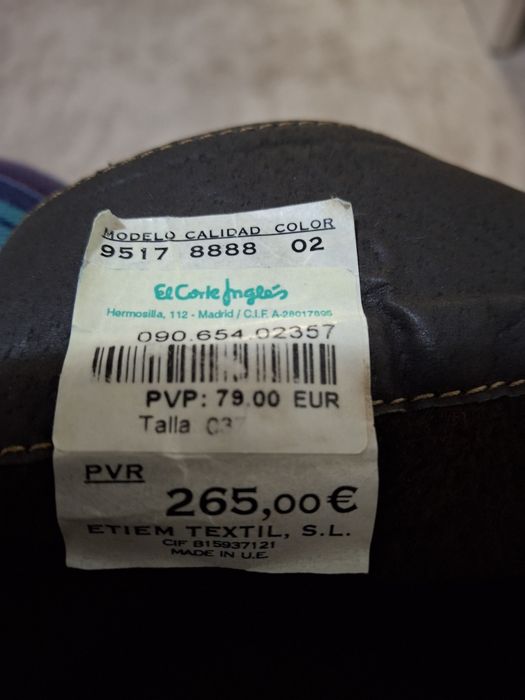 MODELO CALIDAD COLOR
9517 8888 02
El Corte Inglés
Hermosilla, 112 - Madrid / C.I.F. A-28017895
090.654.02357
PVP: 79.00 EUR
Talla 037
PVR
265,00€
ETIEM TEXTIL, S.L.
CIF B15937121
MADE IN U.E.